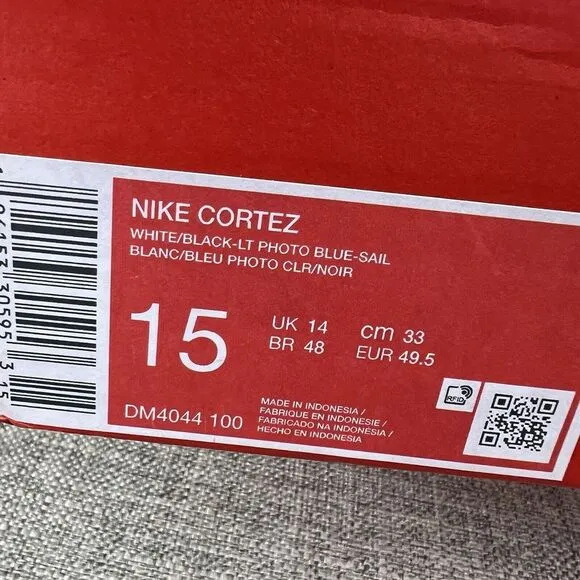 NIKE CORTEZ
WHITE/BLACK-LT PHOTO BLUE-SAIL
BLANC/BLEU PHOTO CLR/NOIR
15
UK 14
cm 33
BR 48
EUR 49.5
DM4044 100
MADE IN INDONESIA /
FABRIQUE EN INDONESIE /
FABRICADO NA INDONÉSIA /
HECHO EN INDONESIA
RFID